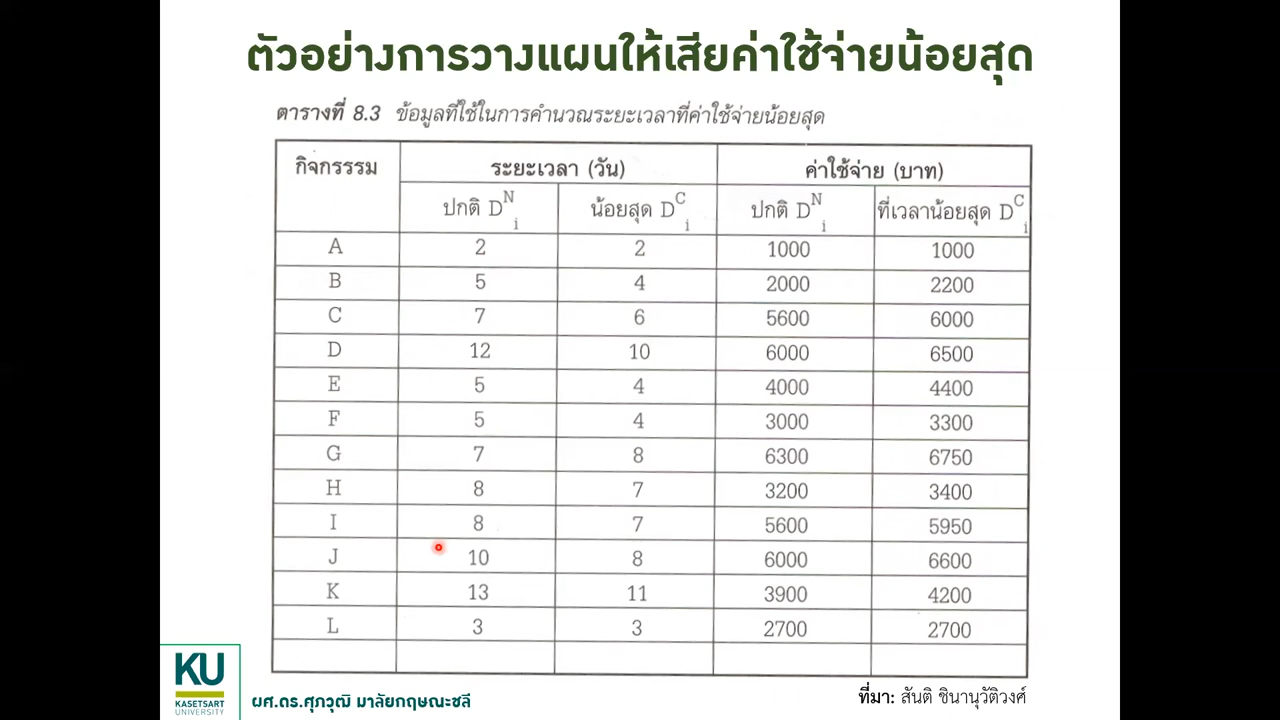 ตัวอย่างการวางแผนให้เสียค่าใช้จ่ายน้อยสุด
ตารางที่ 8.3 ข้อมูลที่ใช้ในการคำนวณระยะเวลาที่ค่าใช้จ่ายน้อยสุด
กิจกรรรม ระยะเวลา (วัน) ค่าใช้จ่าย (บาท)
ปกติ D N i น้อยสุด D C i ปกติ D N i ที่เวลาน้อยสุด D C i
A 2 2 1000 1000
B 5 4 2000 2200
C 7 6 5600 6000
D 12 10 6000 6500
E 5 4 4000 4400
F 5 4 3000 3300
G 7 8 6300 6750
H 8 7 3200 3400
I 8 7 5600 5950
J 10 8 6000 6600
K 13 11 3900 4200
L 3 3 2700 2700
KU
KASETSART
UNIVERSITY
ผศ.ดร.ศุภวุฒิ มาลัยกฤษณะชลี
ที่มา: สันติ ชินานุวัติวงศ์